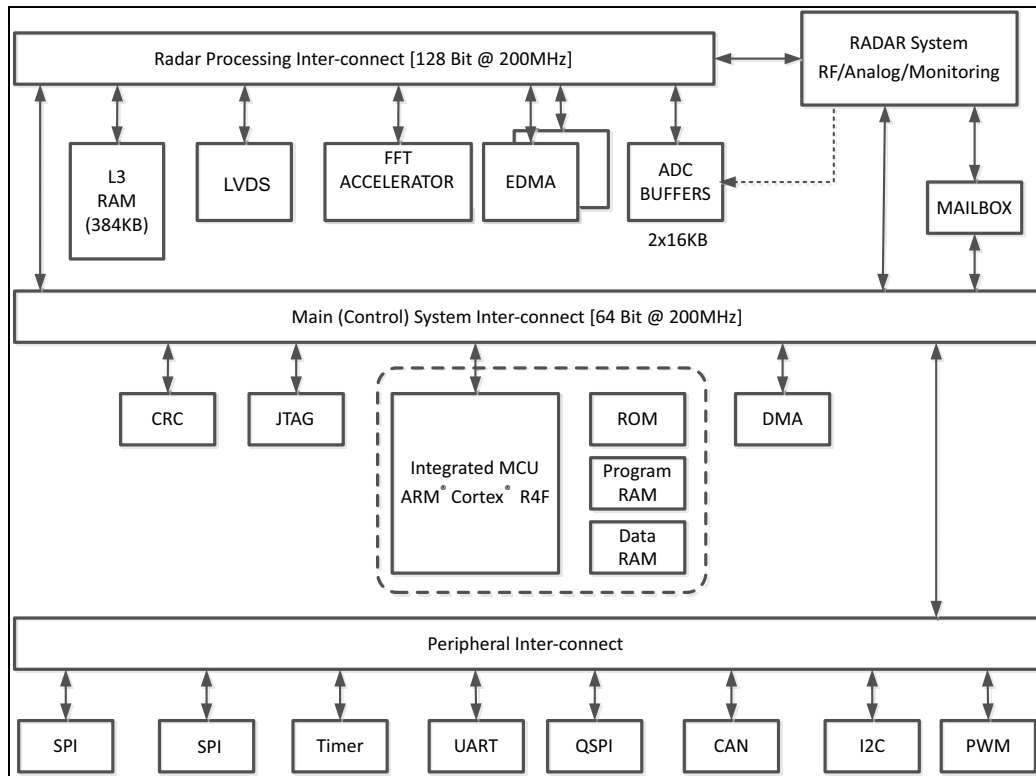 Radar Processing Inter-connect [128 Bit @ 200MHz]
RADAR System
RF/Analog/Monitoring
L3
RAM
(384KB)
LVDS
FFT
ACCELERATOR
EDMA
ADC
BUFFERS
2x16KB
MAILBOX
Main (Control) System Inter-connect [64 Bit @ 200MHz]
CRC
JTAG
Integrated MCU
ARM® Cortex® R4F
ROM
Program
RAM
Data
RAM
DMA
Peripheral Inter-connect
SPI
SPI
Timer
UART
QSPI
CAN
I2C
PWM